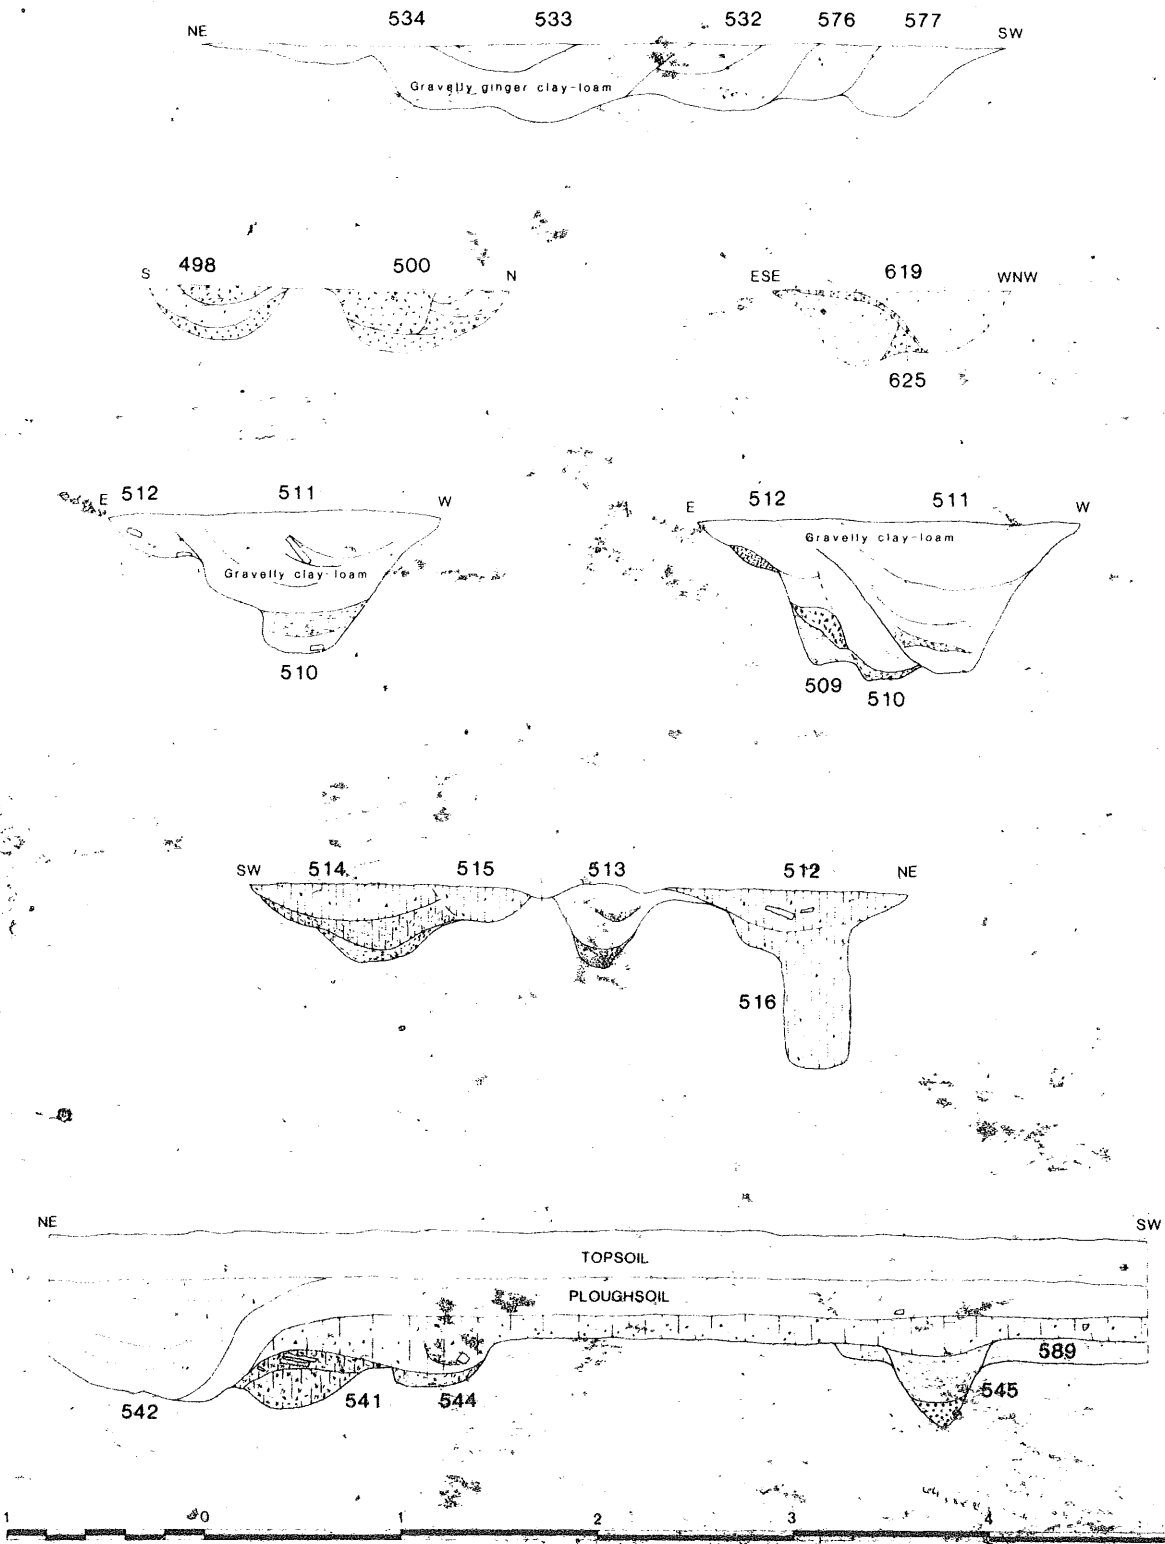 NE 534 533 532 576 577 SW
Gravelly ginger clay-loam
S 498 500 N
ESE 619 WNW
625
E 512 511 W
Gravelly clay-loam
510
E 512 511 W
Gravelly clay-loam
509
510
SW 514 515 513 512 NE
516
NE SW
TOPSOIL
PLOUGHSOIL
589
542 541 544 545
1 0 1 2 3 4